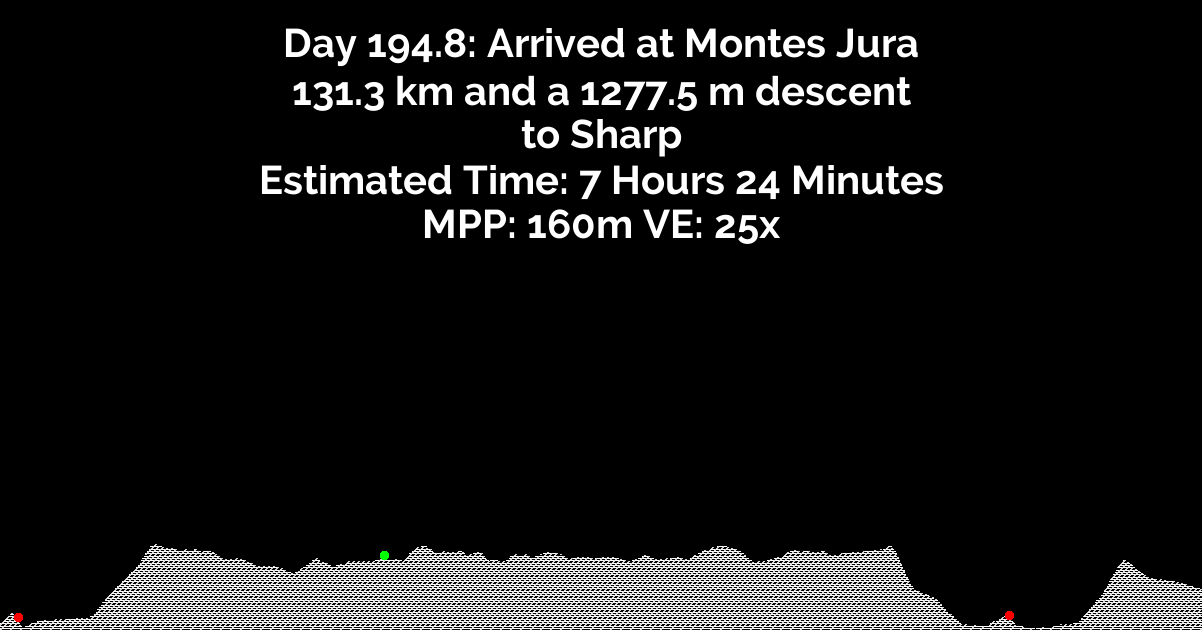 Day 194.8: Arrived at Montes Jura
131.3 km and a 1277.5 m descent
to Sharp
Estimated Time: 7 Hours 24 Minutes
MPP: 160m VE: 25x